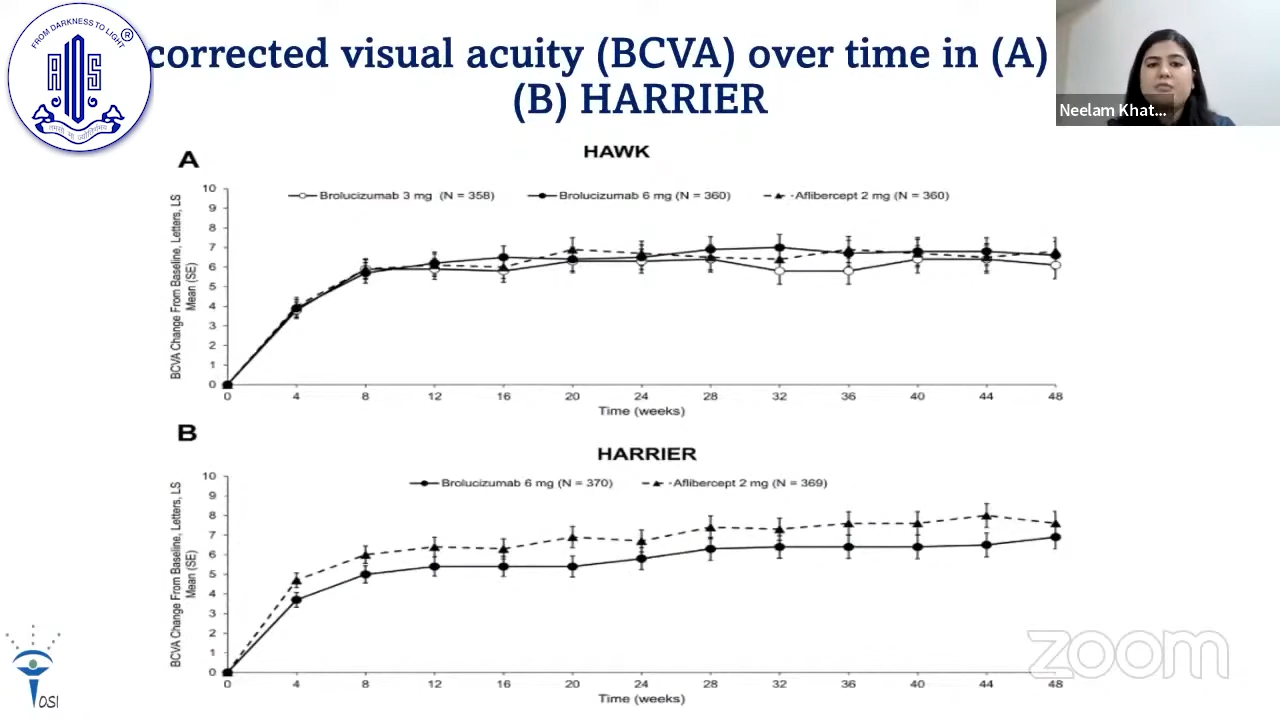 FROM DARKNESS TO LIGHT
®
corrected visual acuity (BCVA) over time in (A)
(B) HARRIER
Neelam Khat...
A
HAWK
Brolucizumab 3 mg (N = 358)
Brolucizumab 6 mg (N = 360)
Aflibercept 2 mg (N = 360)
BCVA Change From Baseline, Letters, LS
Mean (SE)
10
9
8
7
6
5
4
3
2
1
0
0 4 8 12 16 20 24 28 32 36 40 44 48
Time (weeks)
B
HARRIER
Brolucizumab 6 mg (N = 370)
Aflibercept 2 mg (N = 369)
BCVA Change From Baseline, Letters, LS
Mean (SE)
10
9
8
7
6
5
4
3
2
1
0
0 4 8 12 16 20 24 28 32 36 40 44 48
Time (weeks)
zoom
OSI